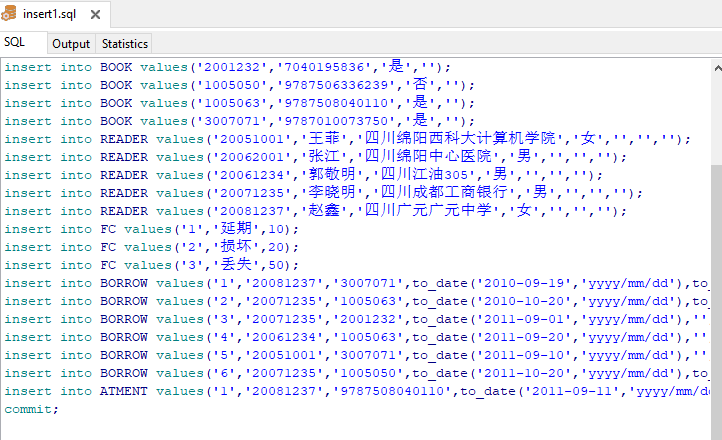 insert1.sql
SQL Output Statistics
insert into BOOK values('2001232','7040195836','是','');
insert into BOOK values('1005050','9787506336239','否','');
insert into BOOK values('1005063','9787508040110','是','');
insert into BOOK values('3007071','9787010073750','是','');
insert into READER values('20051001','王菲','四川绵阳西科大计算机学院','女','','','');
insert into READER values('20062001','张江','四川绵阳中心医院','男','','','');
insert into READER values('20061234','郭敬明','四川江油305','男','','','');
insert into READER values('20071235','李晓明','四川成都工商银行','男','','','');
insert into READER values('20081237','赵鑫','四川广元广元中学','女','','','');
insert into FC values('1','延期',10);
insert into FC values('2','损坏',20);
insert into FC values('3','丢失',50);
insert into BORROW values('1','20081237','3007071',to_date('2010-09-19','yyyy/mm/dd'),to_
insert into BORROW values('2','20071235','1005063',to_date('2010-10-20','yyyy/mm/dd'),to_
insert into BORROW values('3','20071235','2001232',to_date('2011-09-01','yyyy/mm/dd'),''
insert into BORROW values('4','20061234','1005063',to_date('2011-09-20','yyyy/mm/dd'),''
insert into BORROW values('5','20051001','3007071',to_date('2011-09-10','yyyy/mm/dd'),''
insert into BORROW values('6','20071235','1005050',to_date('2011-10-20','yyyy/mm/dd'),to_
insert into ATMENT values('1','20081237','9787508040110',to_date('2011-09-11','yyyy/mm/dd
commit;